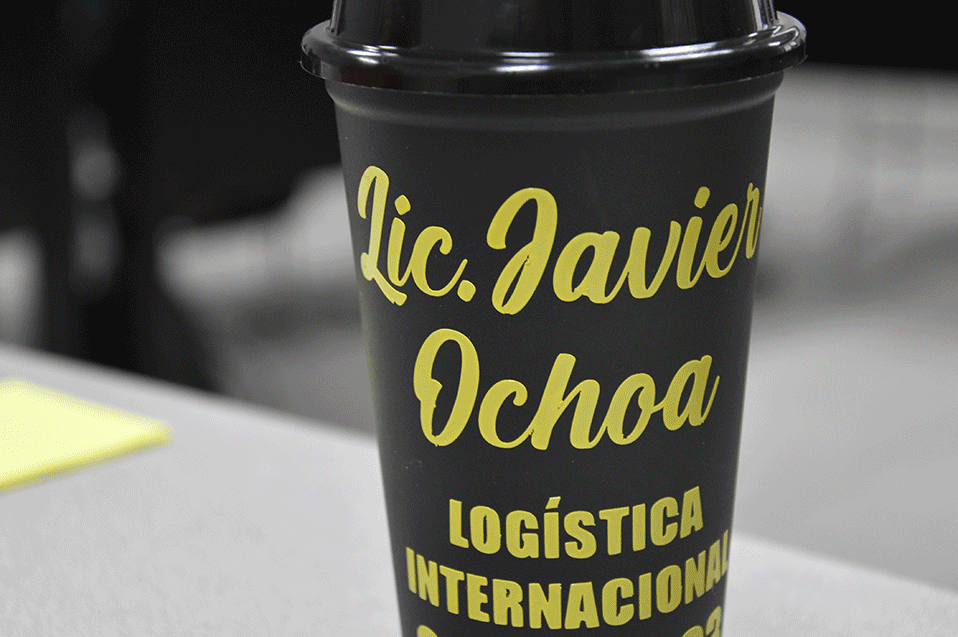 Lic. Javier
Ochoa
LOGÍSTICA
INTERNACIONAL